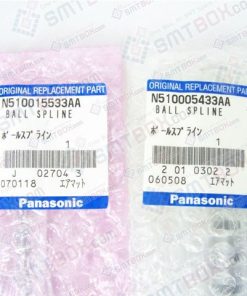 SMTBOX
ORIGINAL REPLACEMENT PART
N510015533AA
BALL SPLINE
ボールスプライン
1
J 02704 3
070118 エアマット
Panasonic
ORIGINAL REPLACEMENT PART
N510005433AA
BALL SPLINE
ボールスプライン
1
2 01 0302 2
060508 エアマット
Panasonic